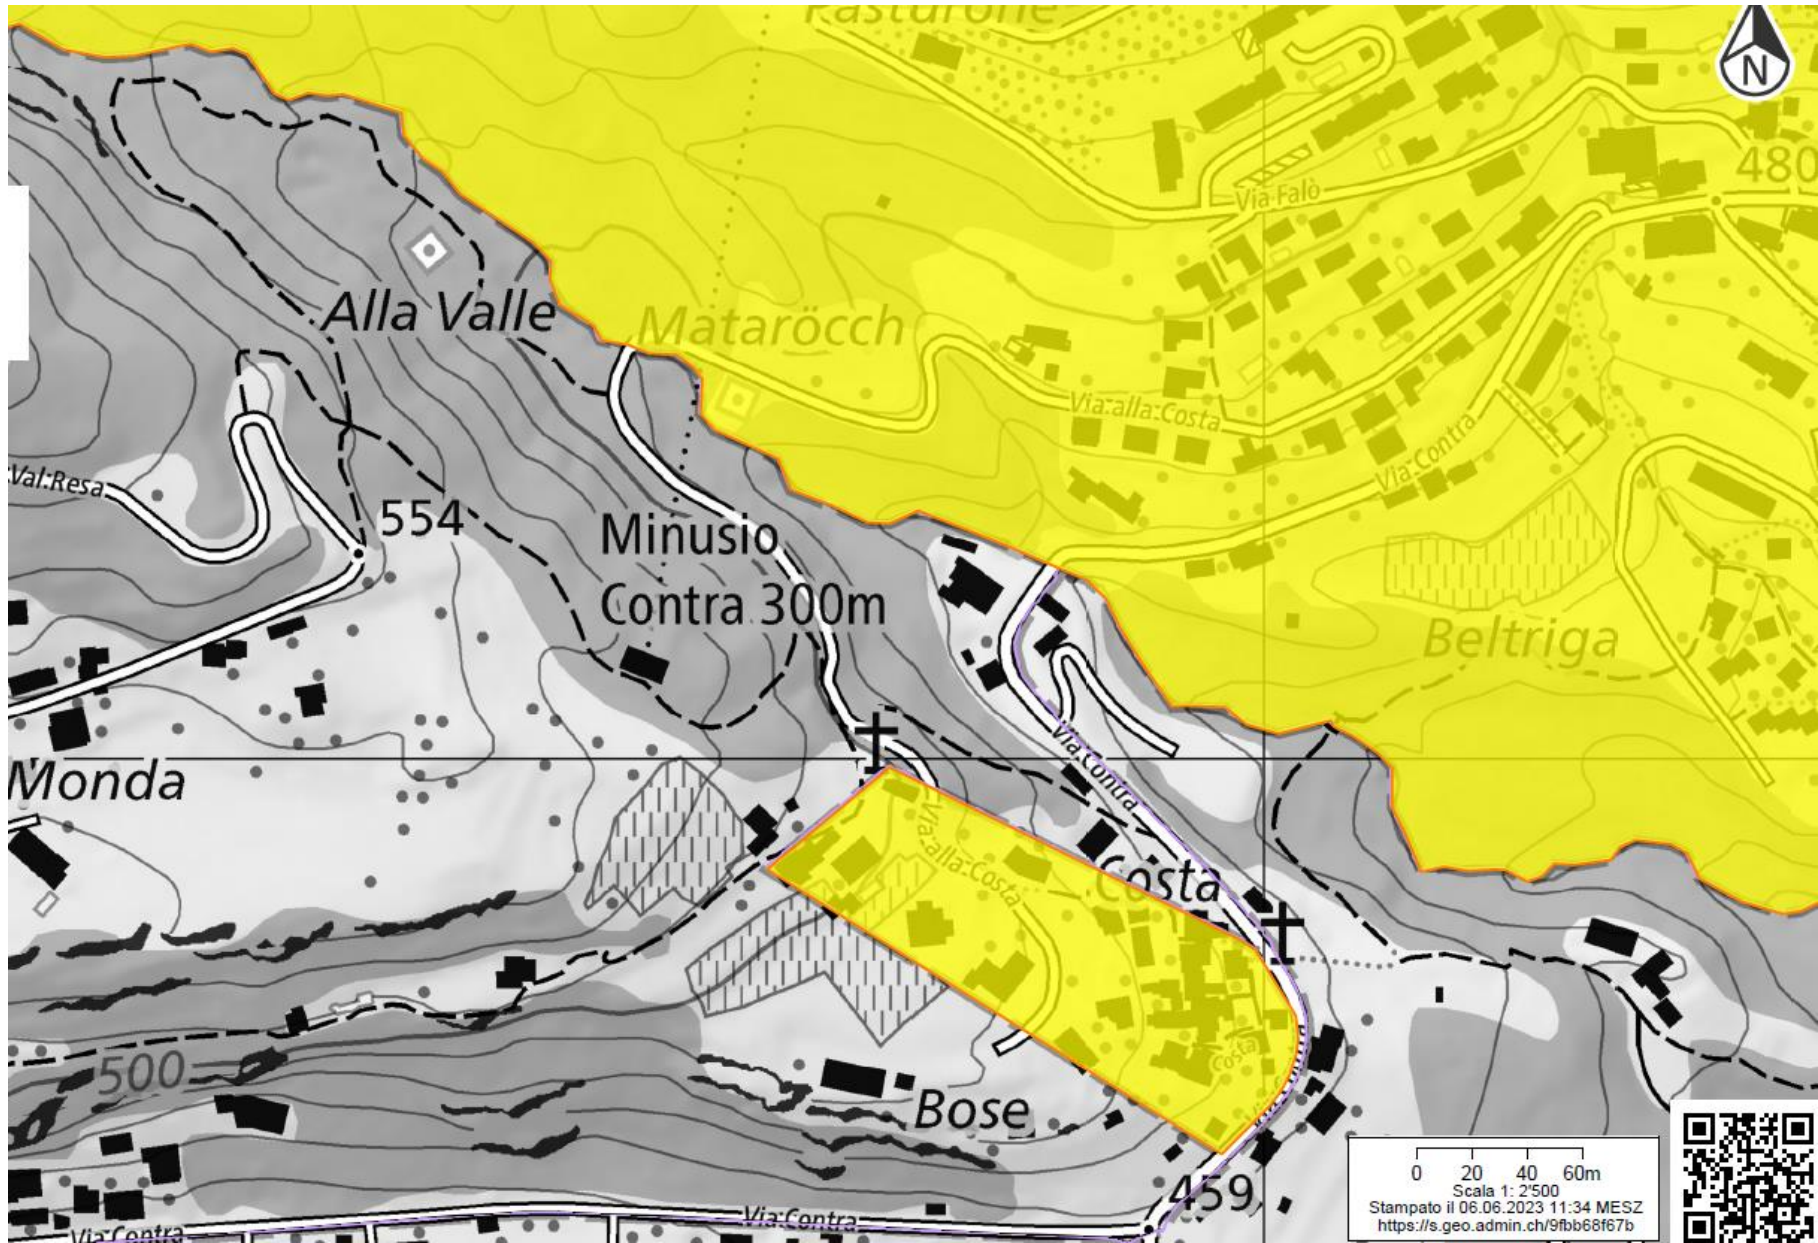 Pasturone
N
480
Via Falò
Alla Valle
Mataröcch
Via alla Costa
Via Contra
Val Resa
554
Minusio
Contra 300m
Beltriga
Via Contra
Monda
Via alla Costa
Costa
Costa
500
Bose
459
0 20 40 60m
Scala 1: 2'500
Stampato il 06.06.2023 11:34 MESZ
https://s.geo.admin.ch/9fbb68f67b
Via Contra
Via Contra